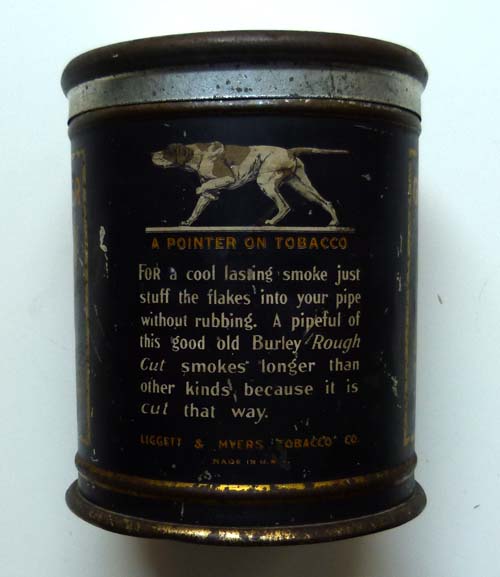 A POINTER ON TOBACCO
FOR a cool lasting smoke just
stuff the flakes into your pipe
without rubbing. A pipeful of
this good old Burley Rough
Cut smokes longer than
other kinds because it is
cut that way.
LIGGETT & MYERS TOBACCO CO.
MADE IN U.S.A.